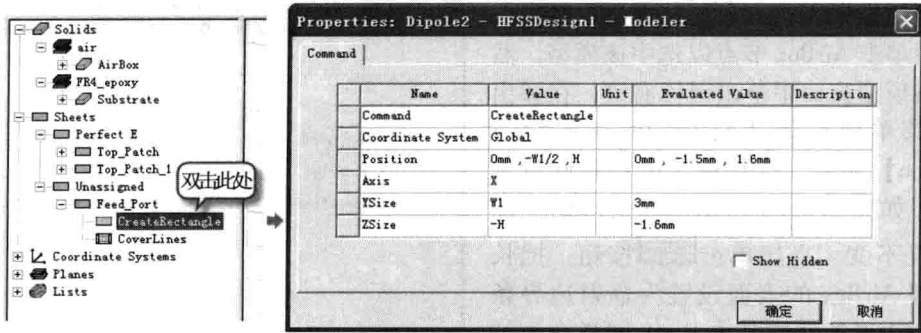 Solids
air
AirBox
FR4_epoxy
Substrate
Sheets
Perfect E
Top_Patch
Top_Patch_1
Unassigned
Feed_Port
CreateRectangle
CoverLines
Coordinate Systems
Planes
Lists
双击此处
Properties: Dipole2 - HFSSDesign1 - Modeler
Command
Name Value Unit Evaluated Value Description
Command CreateRectangle
Coordinate System Global
Position 0mm ,-W1/2 ,H 0mm , -1.5mm , 1.6mm
Axis X
YSize W1 3mm
ZSize -H -1.6mm
Show Hidden
确定 取消